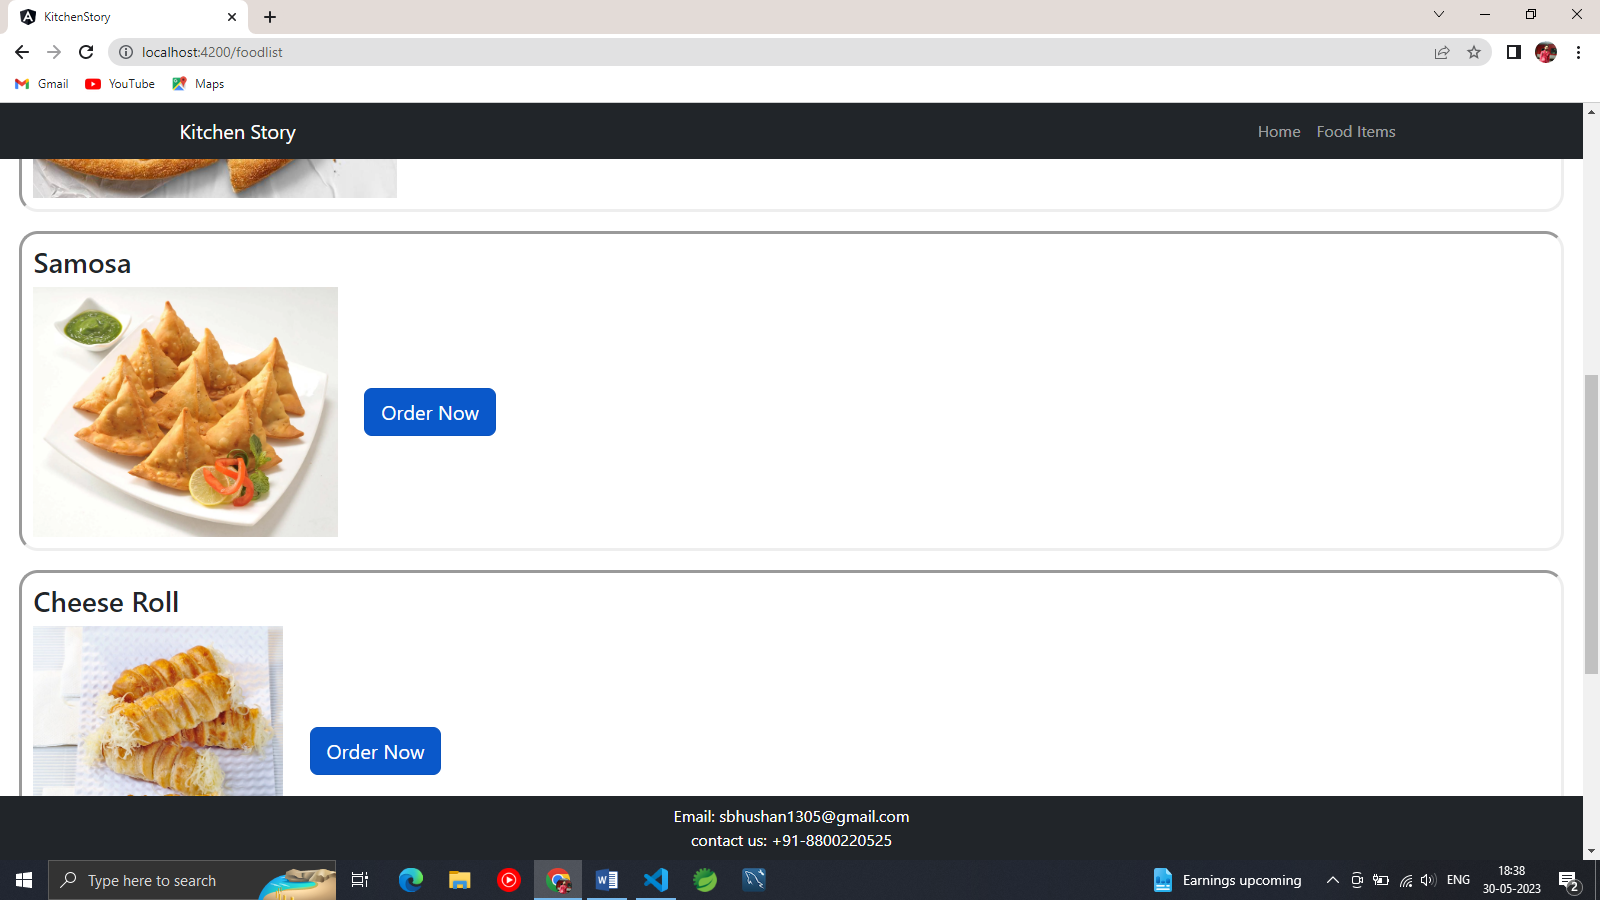 KitchenStory
localhost:4200/foodlist
Gmail YouTube Maps
Kitchen Story Home Food Items
Samosa
Order Now
Cheese Roll
Order Now
Email: sbhushan1305@gmail.com
contact us: +91-8800220525
Type here to search Earnings upcoming ENG 18:38
30-05-2023
2